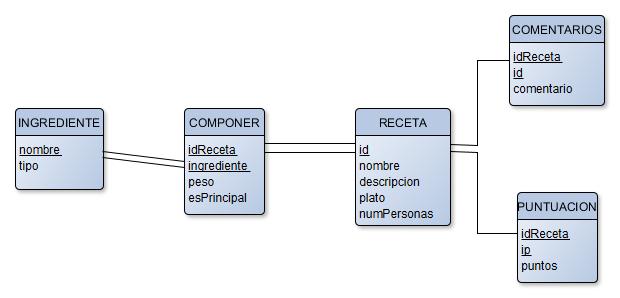 COMENTARIOS
idReceta
id
comentario
INGREDIENTE
nombre
tipo
COMPONER
idReceta
ingrediente
peso
esPrincipal
RECETA
id
nombre
descripcion
plato
numPersonas
PUNTUACION
idReceta
ip
puntos